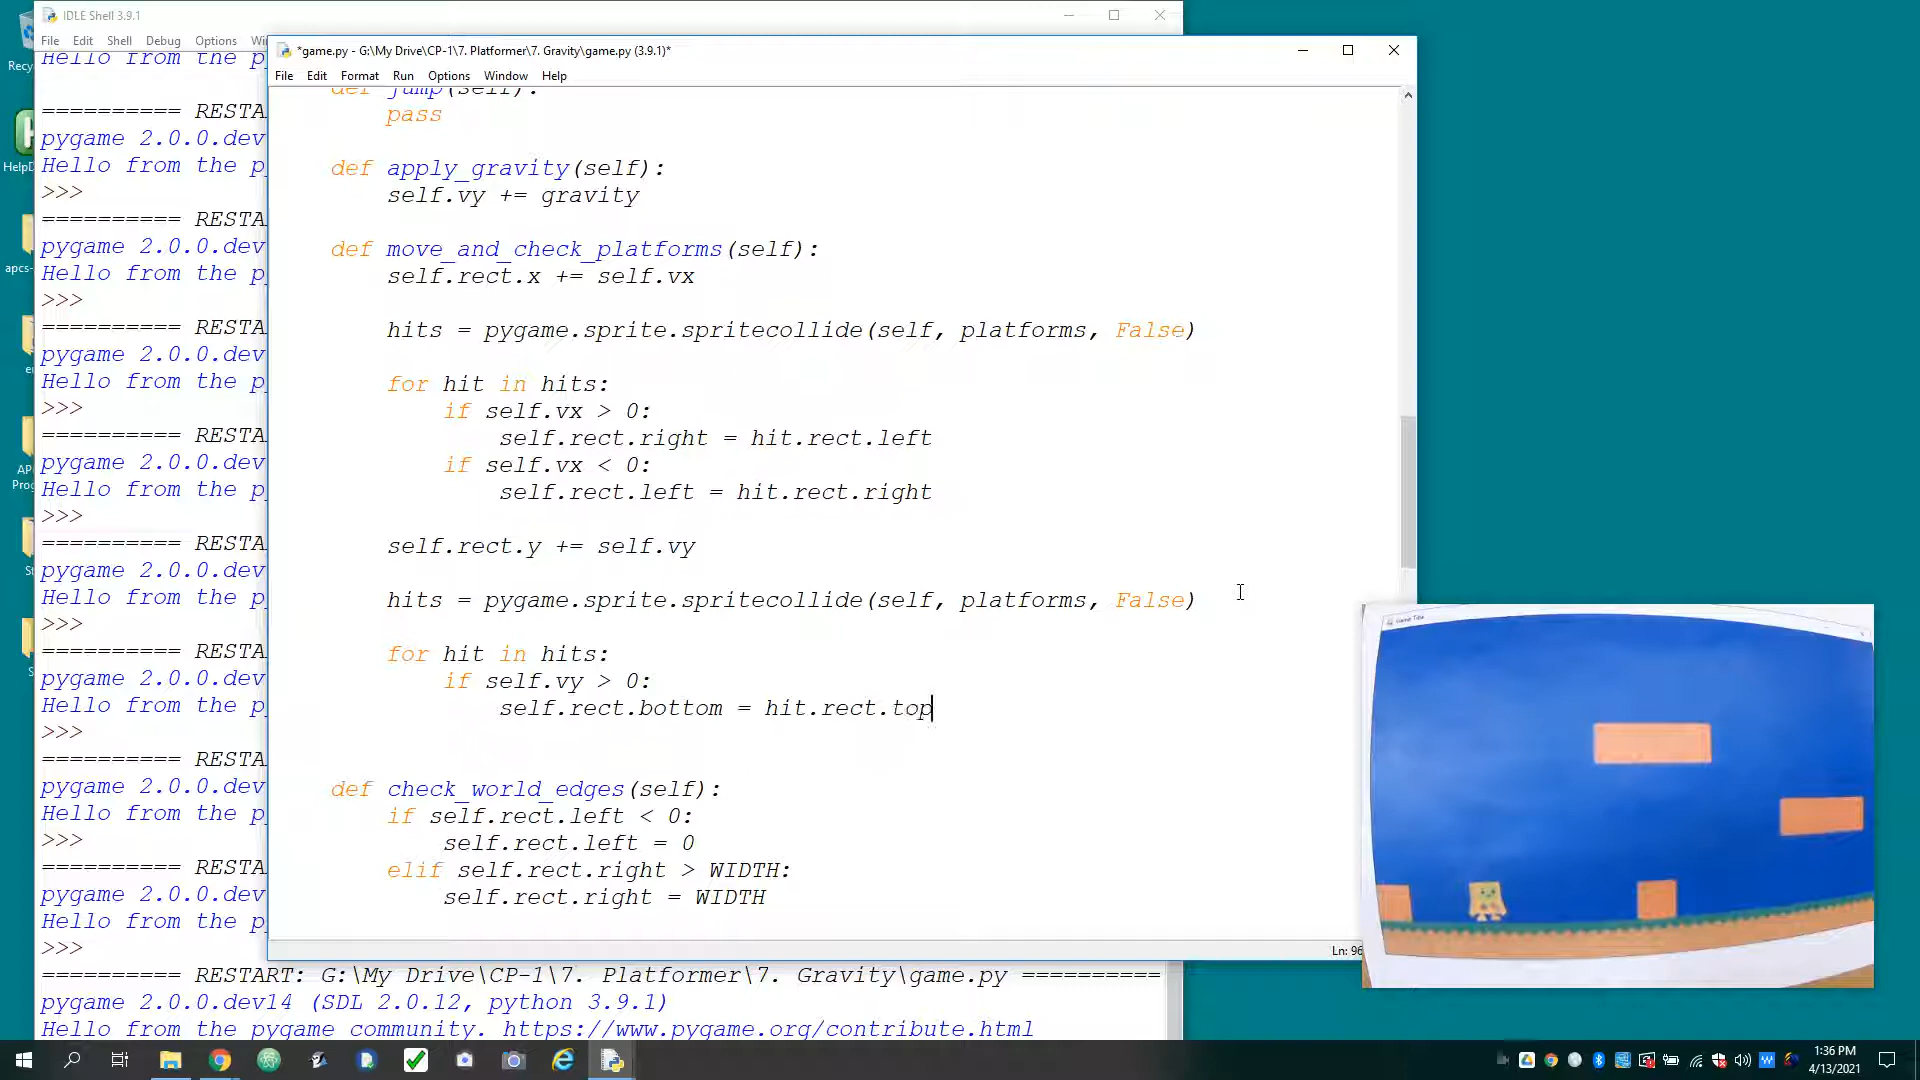 IDLE Shell 3.9.1
File Edit Shell Debug Options
Hello from the p
========== RESTA
pygame 2.0.0.dev
Hello from the p
>>>
========== RESTA
pygame 2.0.0.dev
Hello from the p
>>>
========== RESTA
pygame 2.0.0.dev
Hello from the p
>>>
========== RESTA
pygame 2.0.0.dev
Hello from the p
>>>
========== RESTA
pygame 2.0.0.dev
Hello from the p
>>>
========== RESTA
pygame 2.0.0.dev
Hello from the p
>>>
========== RESTA
pygame 2.0.0.dev
Hello from the p
>>>
========== RESTA
pygame 2.0.0.dev
Hello from the p
>>>
========== RESTART: G:\My Drive\CP-1\7. Platformer\7. Gravity\game.py ==========
pygame 2.0.0.dev14 (SDL 2.0.12, python 3.9.1)
Hello from the pygame community. https://www.pygame.org/contribute.html
*game.py - G:\My Drive\CP-1\7. Platformer\7. Gravity\game.py (3.9.1)*
File Edit Format Run Options Window Help
def jump(self):
pass
def apply_gravity(self):
self.vy += gravity
def move_and_check_platforms(self):
self.rect.x += self.vx
hits = pygame.sprite.spritecollide(self, platforms, False)
for hit in hits:
if self.vx > 0:
self.rect.right = hit.rect.left
if self.vx < 0:
self.rect.left = hit.rect.right
self.rect.y += self.vy
hits = pygame.sprite.spritecollide(self, platforms, False)
for hit in hits:
if self.vy > 0:
self.rect.bottom = hit.rect.top
def check_world_edges(self):
if self.rect.left < 0:
self.rect.left = 0
elif self.rect.right > WIDTH:
self.rect.right = WIDTH
Ln: 96
Game Title
1:36 PM
4/13/2021